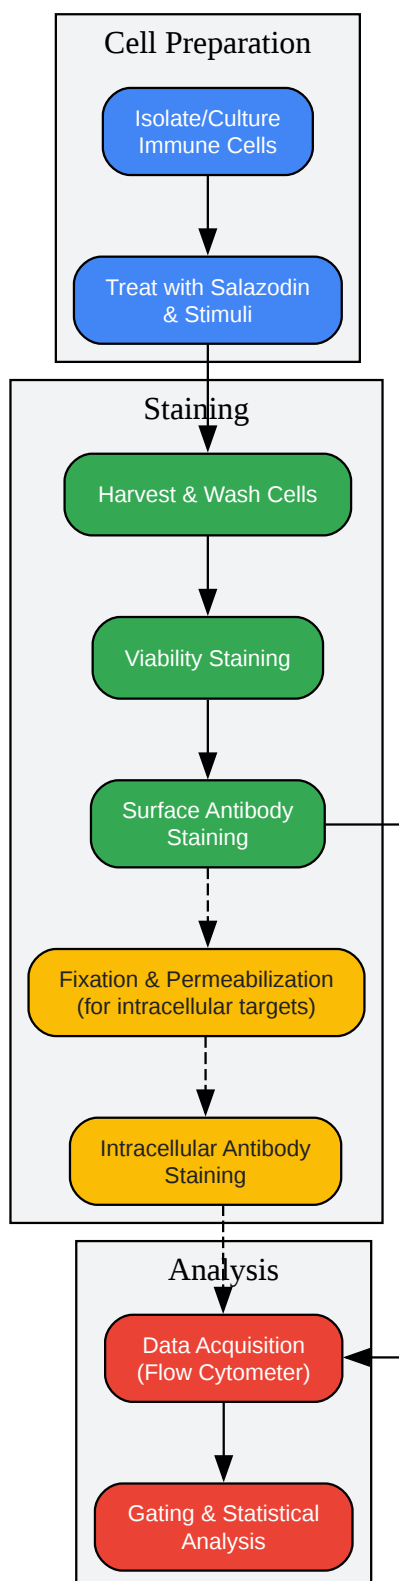 Cell Preparation
Isolate/Culture
Immune Cells
Treat with Salazodin
& Stimuli
Staining
Harvest & Wash Cells
Viability Staining
Surface Antibody
Staining
Fixation & Permeabilization
(for intracellular targets)
Intracellular Antibody
Staining
Analysis
Data Acquisition
(Flow Cytometer)
Gating & Statistical
Analysis